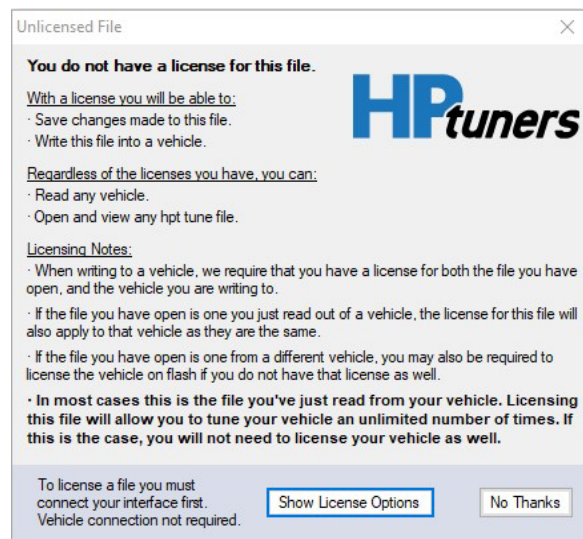 Unlicensed File
You do not have a license for this file.
HPtuners
With a license you will be able to:
· Save changes made to this file.
· Write this file into a vehicle.
Regardless of the licenses you have, you can:
· Read any vehicle.
· Open and view any hpt tune file.
Licensing Notes:
· When writing to a vehicle, we require that you have a license for both the file you have
open, and the vehicle you are writing to.
· If the file you have open is one you just read out of a vehicle, the license for this file will
also apply to that vehicle as they are the same.
· If the file you have open is one from a different vehicle, you may also be required to
license the vehicle on flash if you do not have that license as well.
· In most cases this is the file you've just read from your vehicle. Licensing
this file will allow you to tune your vehicle an unlimited number of times. If
this is the case, you will not need to license your vehicle as well.
To license a file you must
connect your interface first.
Vehicle connection not required.
Show License Options
No Thanks